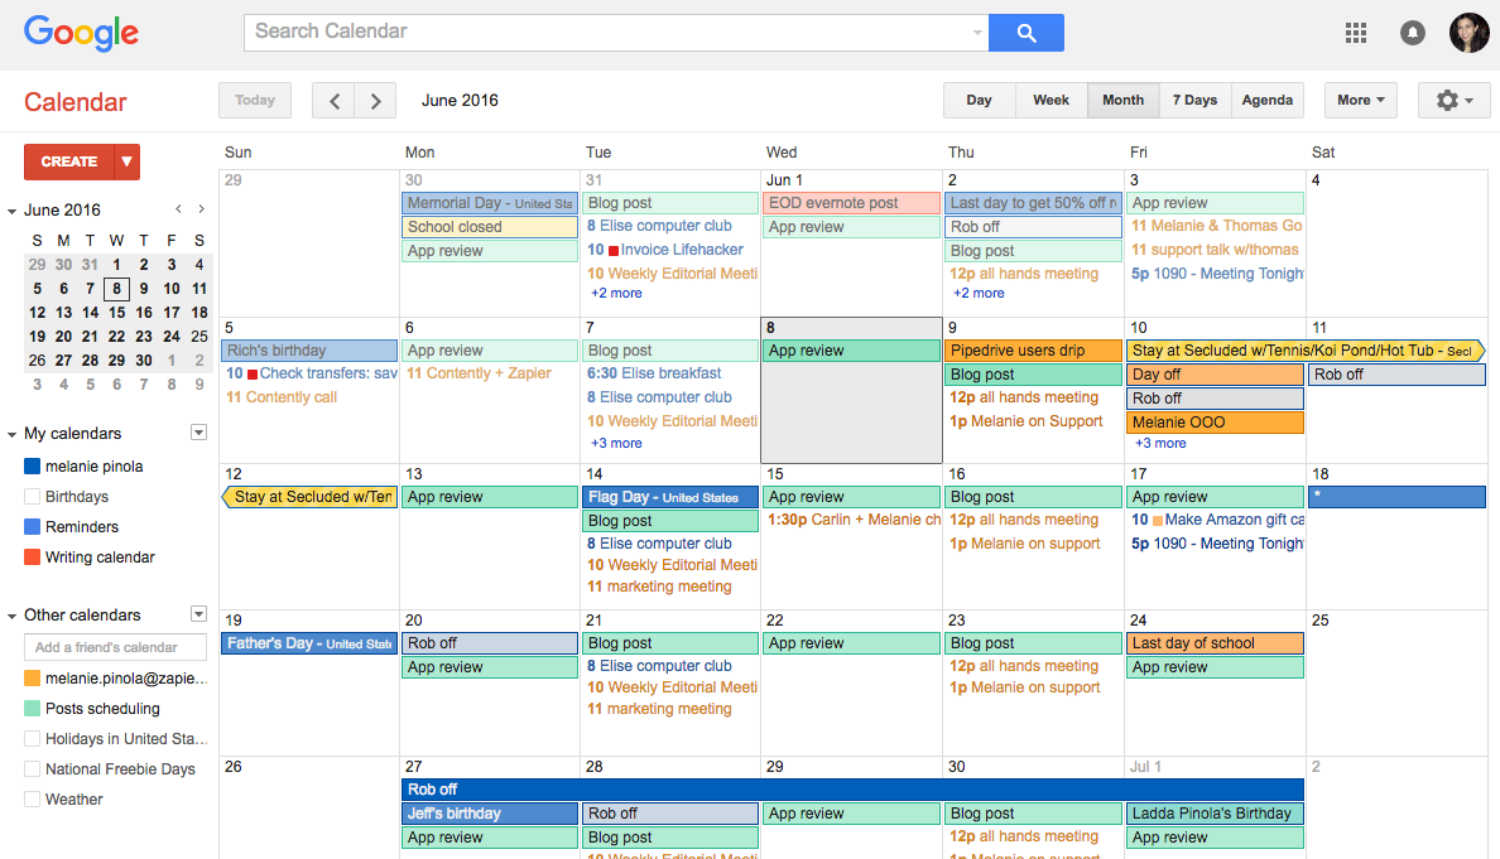 Google
Search Calendar
Calendar
Today
June 2016
Day
Week
Month
7 Days
Agenda
More
CREATE
June 2016
S M T W T F S
29 30 31 1 2 3 4
5 6 7 8 9 10 11
12 13 14 15 16 17 18
19 20 21 22 23 24 25
26 27 28 29 30 1 2
3 4 5 6 7 8 9
My calendars
melanie pinola
Birthdays
Reminders
Writing calendar
Other calendars
Add a friend's calendar
melanie.pinola@zapie...
Posts scheduling
Holidays in United Sta...
National Freebie Days
Weather
Sun Mon Tue Wed Thu Fri Sat
29
30
Memorial Day - United Sta
School closed
App review
31
Blog post
8 Elise computer club
10 Invoice Lifehacker
10 Weekly Editorial Meeti
+2 more
Jun 1
EOD evernote post
App review
2
Last day to get 50% off r
Rob off
Blog post
12p all hands meeting
+2 more
3
App review
11 Melanie & Thomas Go
11 support talk w/thomas
5p 1090 - Meeting Tonigh
4
5
Rich's birthday
10 Check transfers: sav
11 Contently call
6
App review
11 Contently + Zapier
7
Blog post
6:30 Elise breakfast
8 Elise computer club
10 Weekly Editorial Meeti
+3 more
8
App review
9
Pipedrive users drip
Blog post
12p all hands meeting
1p Melanie on Support
10
Stay at Secluded w/Tennis/Koi Pond/Hot Tub - Secl
Day off
Rob off
Melanie OOO
+3 more
11
Rob off
12
Stay at Secluded w/Ten
13
App review
14
Flag Day - United States
Blog post
8 Elise computer club
10 Weekly Editorial Meeti
11 marketing meeting
15
App review
1:30p Carlin + Melanie ch
16
Blog post
12p all hands meeting
1p Melanie on support
17
App review
10 Make Amazon gift ca
5p 1090 - Meeting Tonigh
18
*
19
Father's Day - United State
20
Rob off
App review
21
Blog post
8 Elise computer club
10 Weekly Editorial Meeti
11 marketing meeting
22
App review
23
Blog post
12p all hands meeting
1p Melanie on support
24
Last day of school
App review
25
26
27
Rob off
Jeff's birthday
App review
28
Rob off
Blog post
10 Weekly Editorial Meeti
29
App review
30
Blog post
12p all hands meeting
1p Melanie on support
Jul 1
Ladda Pinola's Birthday
App review
2